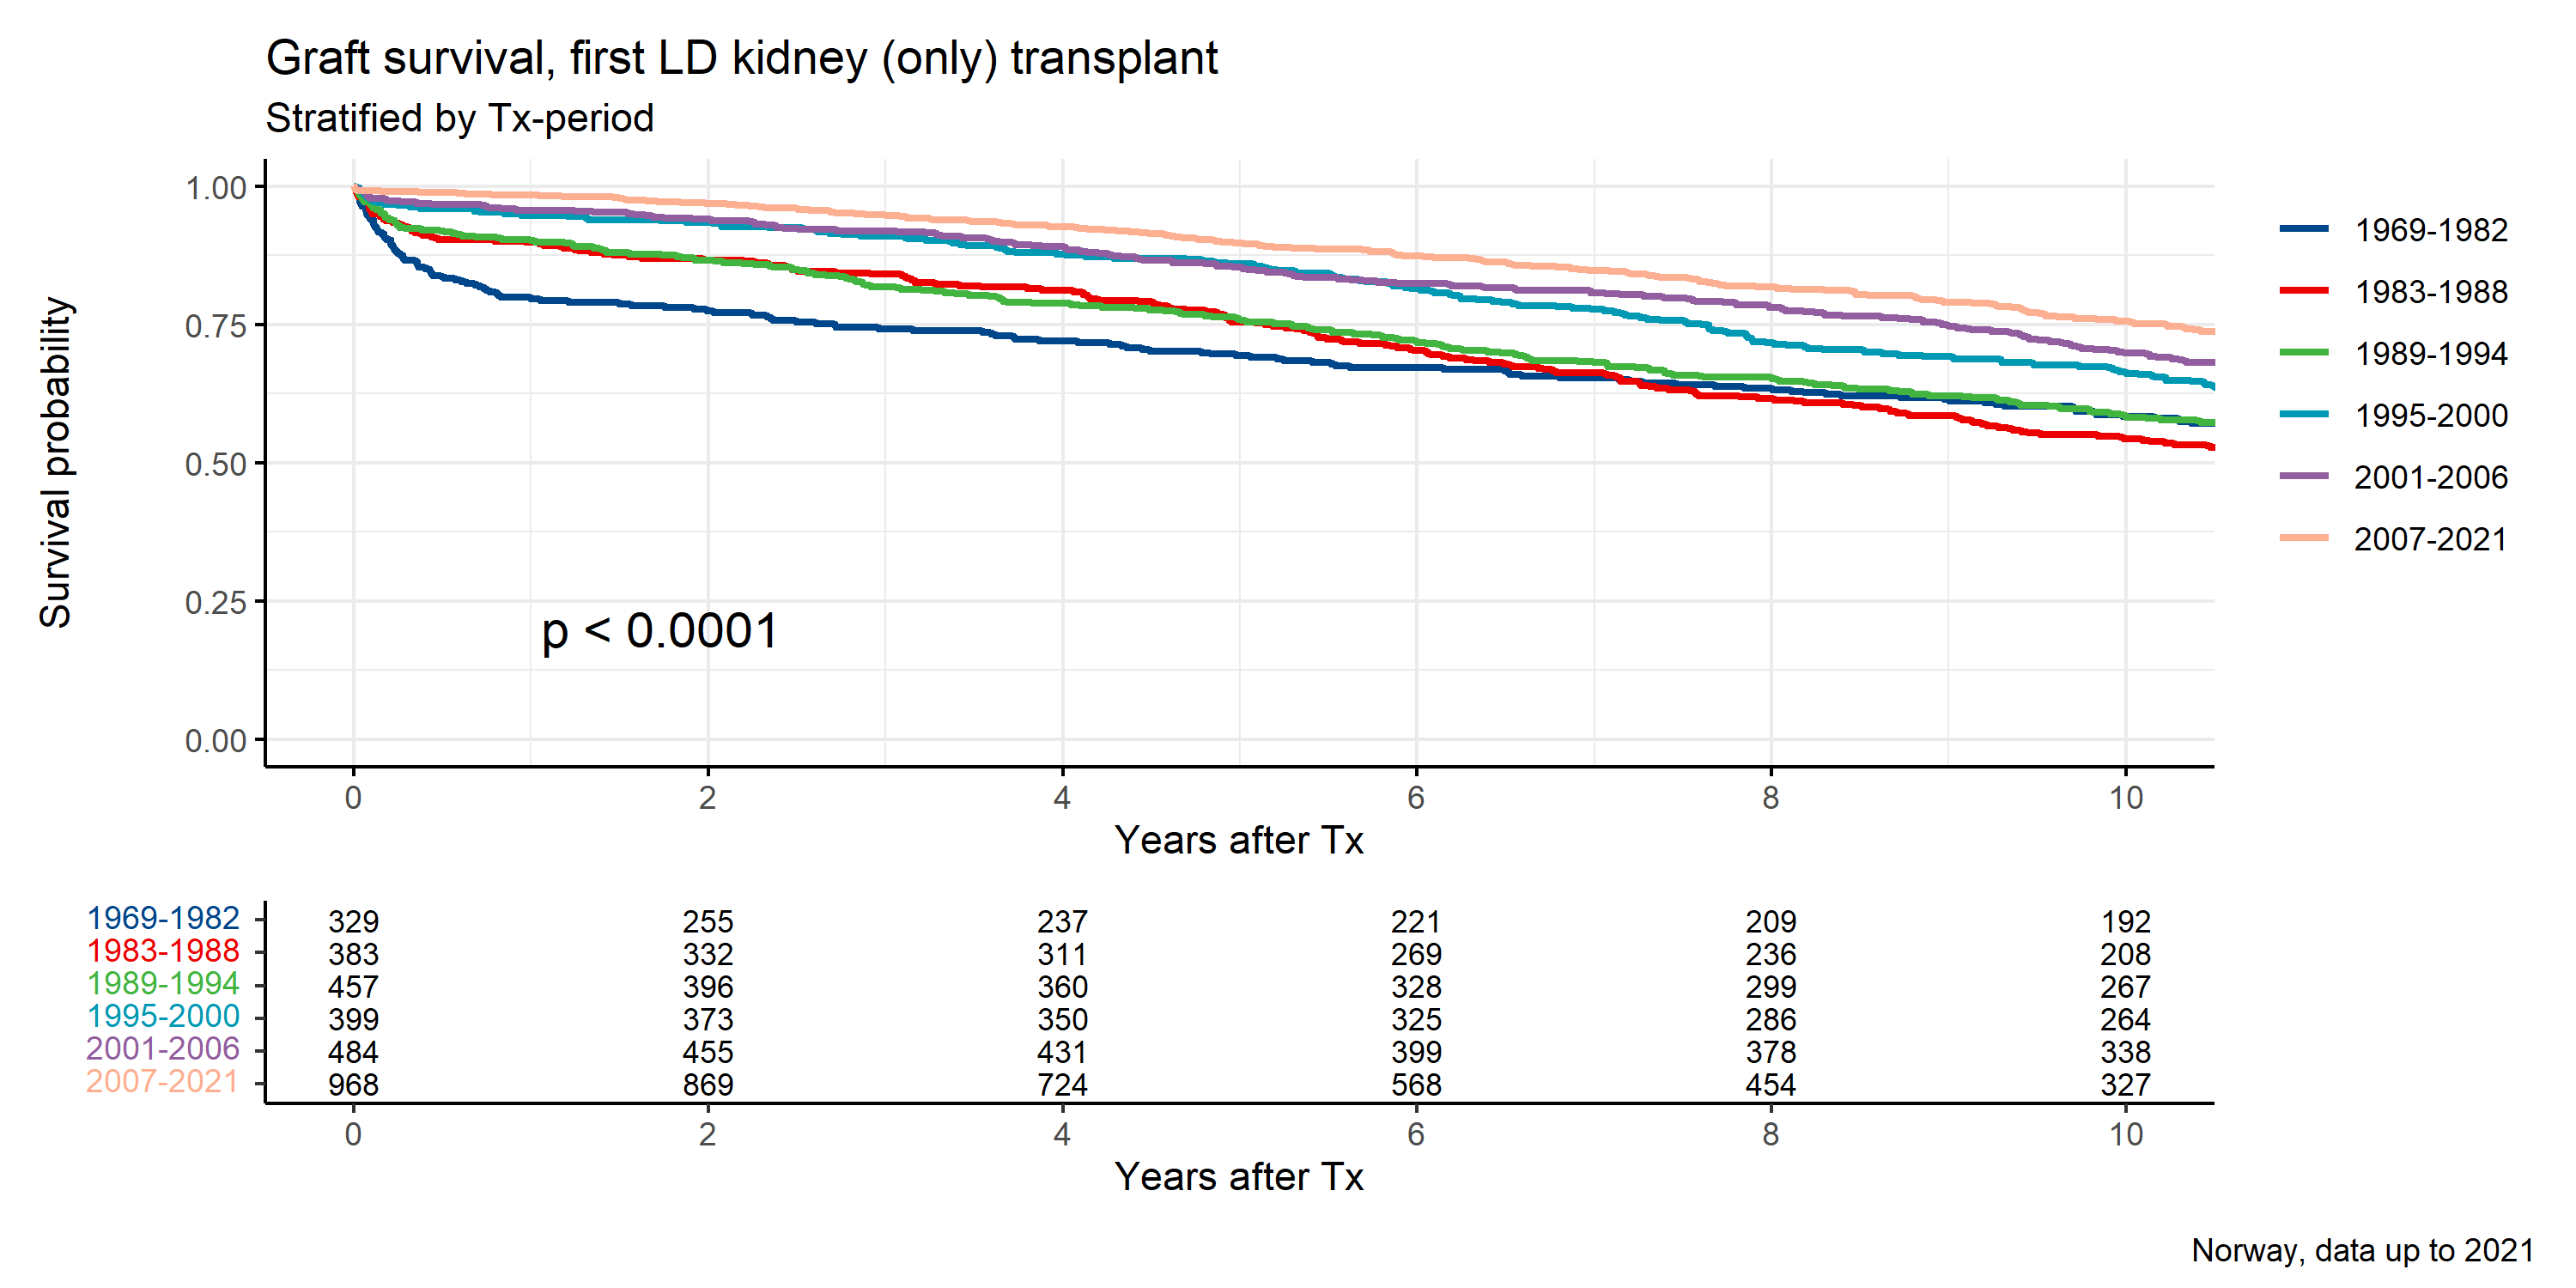 Graft survival, first LD kidney (only) transplant
Stratified by Tx-period
Survival probability
1.00
0.75
0.50
0.25
0.00
p < 0.0001
0 2 4 6 8 10
Years after Tx
1969-1982
1983-1988
1989-1994
1995-2000
2001-2006
2007-2021
1969-1982 329 255 237 221 209 192
1983-1988 383 332 311 269 236 208
1989-1994 457 396 360 328 299 267
1995-2000 399 373 350 325 286 264
2001-2006 484 455 431 399 378 338
2007-2021 968 869 724 568 454 327
0 2 4 6 8 10
Years after Tx
Norway, data up to 2021